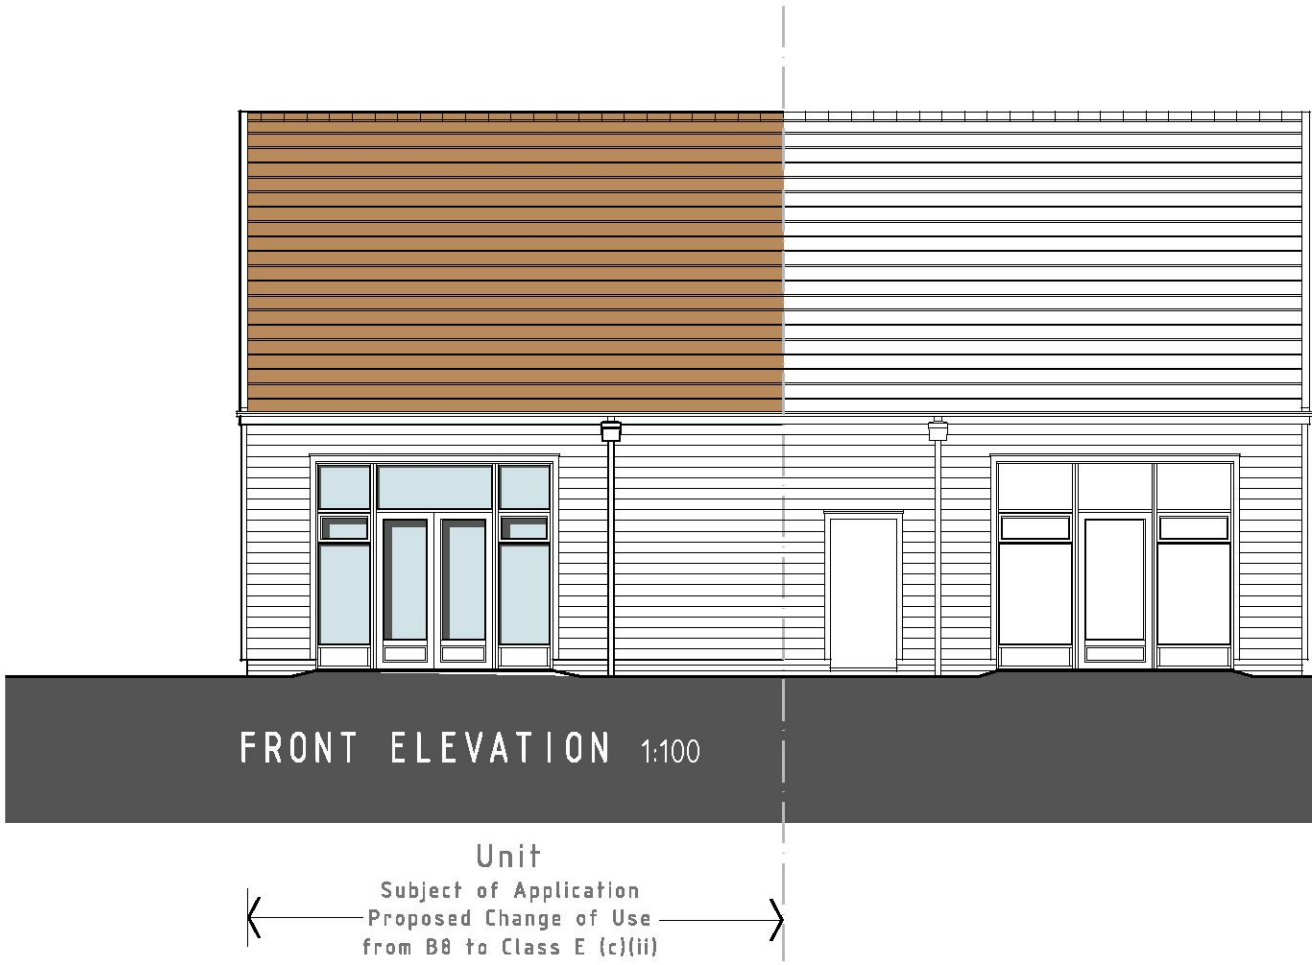 FRONT ELEVATION 1:100
Unit
Subject of Application
Proposed Change of Use
from B8 to Class E (c)(ii)